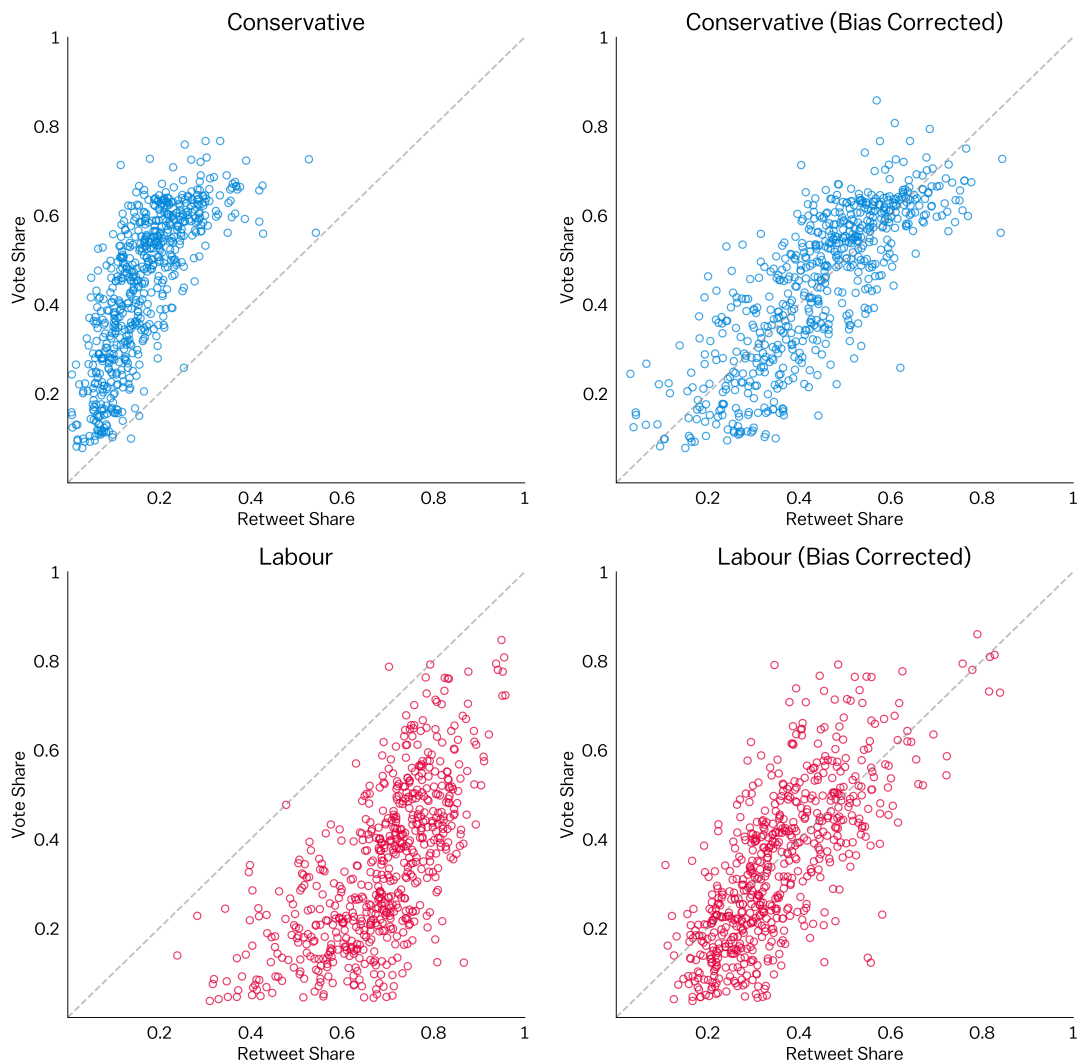 Conservative
1
0.8
0.6
0.4
0.2
Vote Share
0.2 0.4 0.6 0.8 1
Retweet Share
Conservative (Bias Corrected)
1
0.8
0.6
0.4
0.2
Vote Share
0.2 0.4 0.6 0.8 1
Retweet Share
Labour
1
0.8
0.6
0.4
0.2
Vote Share
0.2 0.4 0.6 0.8 1
Retweet Share
Labour (Bias Corrected)
1
0.8
0.6
0.4
0.2
Vote Share
0.2 0.4 0.6 0.8 1
Retweet Share